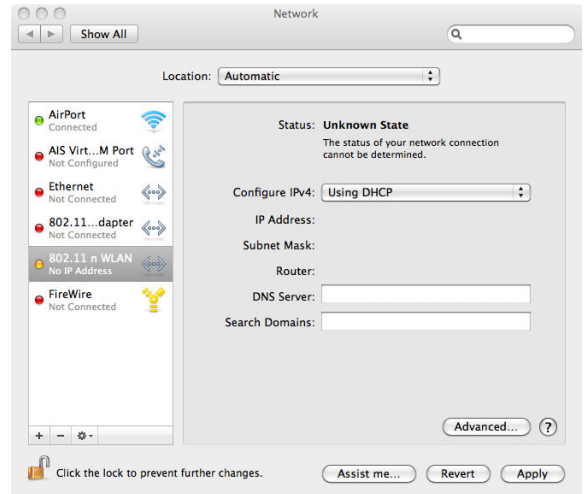 Network
Show All
Location: Automatic
AirPort
Connected
AIS Virt...M Port
Not Configured
Ethernet
Not Connected
802.11...dapter
Not Connected
802.11 n WLAN
No IP Address
FireWire
Not Connected
Status: Unknown State
The status of your network connection
cannot be determined.
Configure IPv4: Using DHCP
IP Address:
Subnet Mask:
Router:
DNS Server:
Search Domains:
Advanced... ?
Click the lock to prevent further changes.
Assist me... Revert Apply